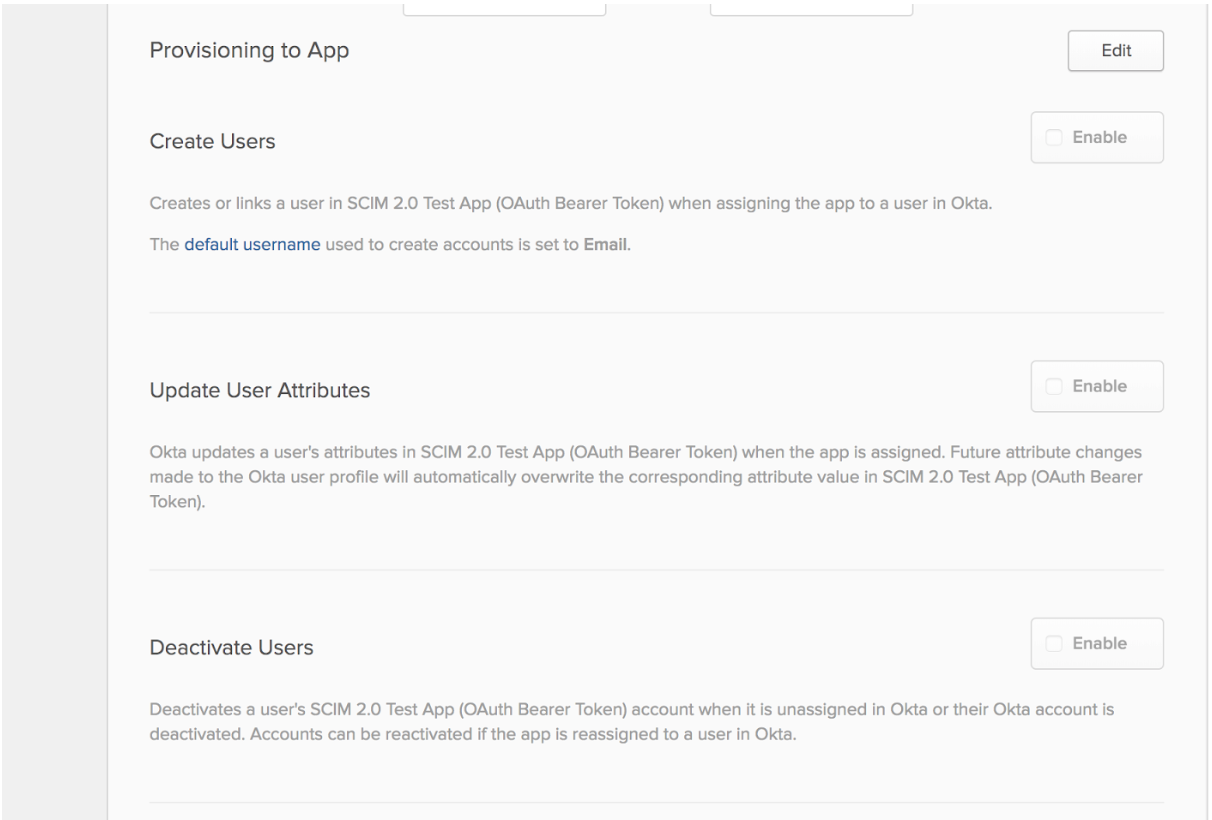 Provisioning to App
Edit
Create Users
Enable
Creates or links a user in SCIM 2.0 Test App (OAuth Bearer Token) when assigning the app to a user in Okta.
The default username used to create accounts is set to Email.
Update User Attributes
Enable
Okta updates a user's attributes in SCIM 2.0 Test App (OAuth Bearer Token) when the app is assigned. Future attribute changes
made to the Okta user profile will automatically overwrite the corresponding attribute value in SCIM 2.0 Test App (OAuth Bearer
Token).
Deactivate Users
Enable
Deactivates a user's SCIM 2.0 Test App (OAuth Bearer Token) account when it is unassigned in Okta or their Okta account is
deactivated. Accounts can be reactivated if the app is reassigned to a user in Okta.